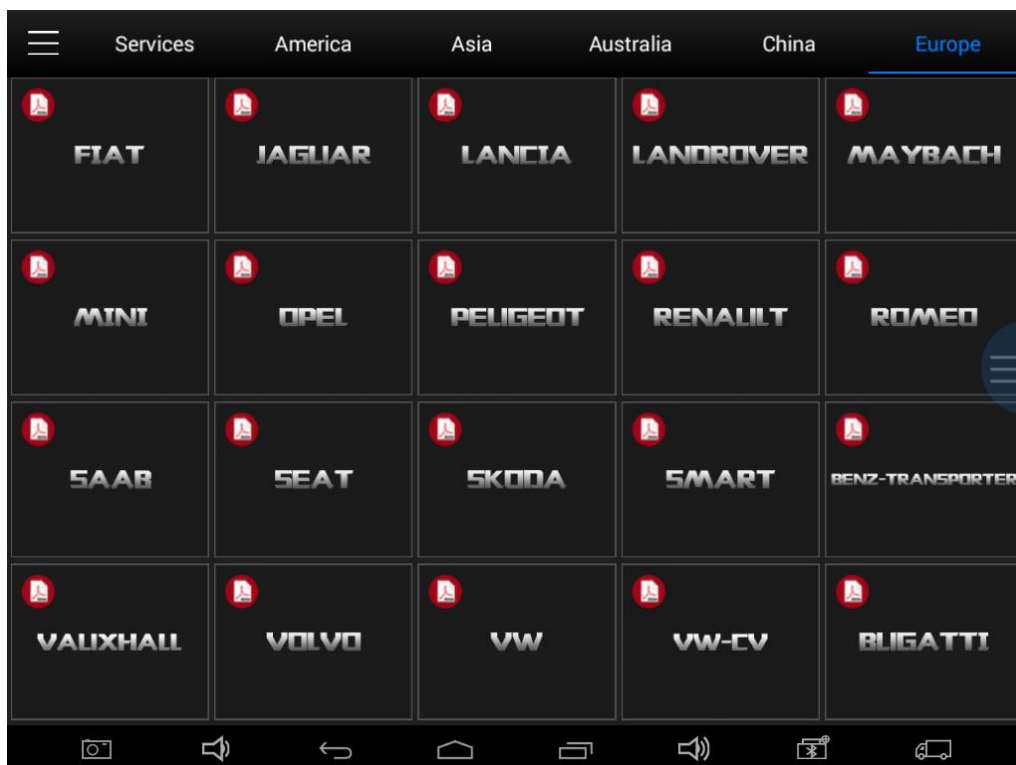 Services America Asia Australia China Europe
FIAT JAGUAR LANCIA LANDROVER MAYBACH
MINI OPEL PEUGEOT RENAULT ROMEO
SAAB SEAT SKODA SMART BENZ-TRANSPORTER
VAUXHALL VOLVO VW VW-CV BUGATTI